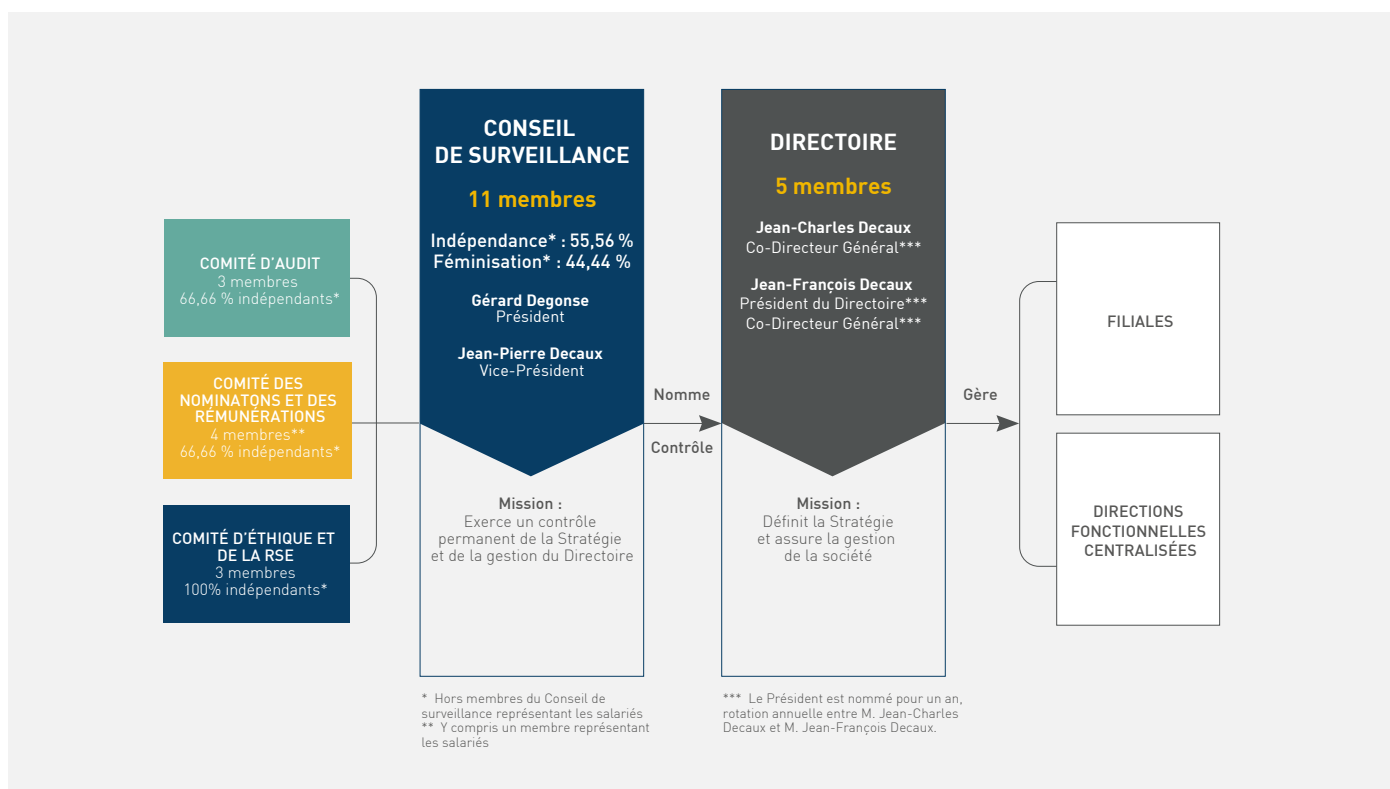 COMITÉ D'AUDIT
3 membres
66,66 % indépendants*
COMITÉ DES
NOMINATONS ET DES
RÉMUNÉRATIONS
4 membres**
66,66 % indépendants*
COMITÉ D'ÉTHIQUE ET
DE LA RSE
3 membres
100% indépendants*
CONSEIL
DE SURVEILLANCE
11 membres
Indépendance* : 55,56 %
Féminisation* : 44,44 %
Gérard Degonse
Président
Jean-Pierre Decaux
Vice-Président
Mission :
Exerce un contrôle
permanent de la Stratégie
et de la gestion du Directoire
* Hors membres du Conseil de
surveillance représentant les salariés
** Y compris un membre représentant
les salariés
Nomme
Contrôle
DIRECTOIRE
5 membres
Jean-Charles Decaux
Co-Directeur Général***
Jean-François Decaux
Président du Directoire***
Co-Directeur Général***
Mission :
Définit la Stratégie
et assure la gestion
de la société
*** Le Président est nommé pour un an,
rotation annuelle entre M. Jean-Charles
Decaux et M. Jean-François Decaux.
Gère
FILIALES
DIRECTIONS
FONCTIONNELLES
CENTRALISÉES